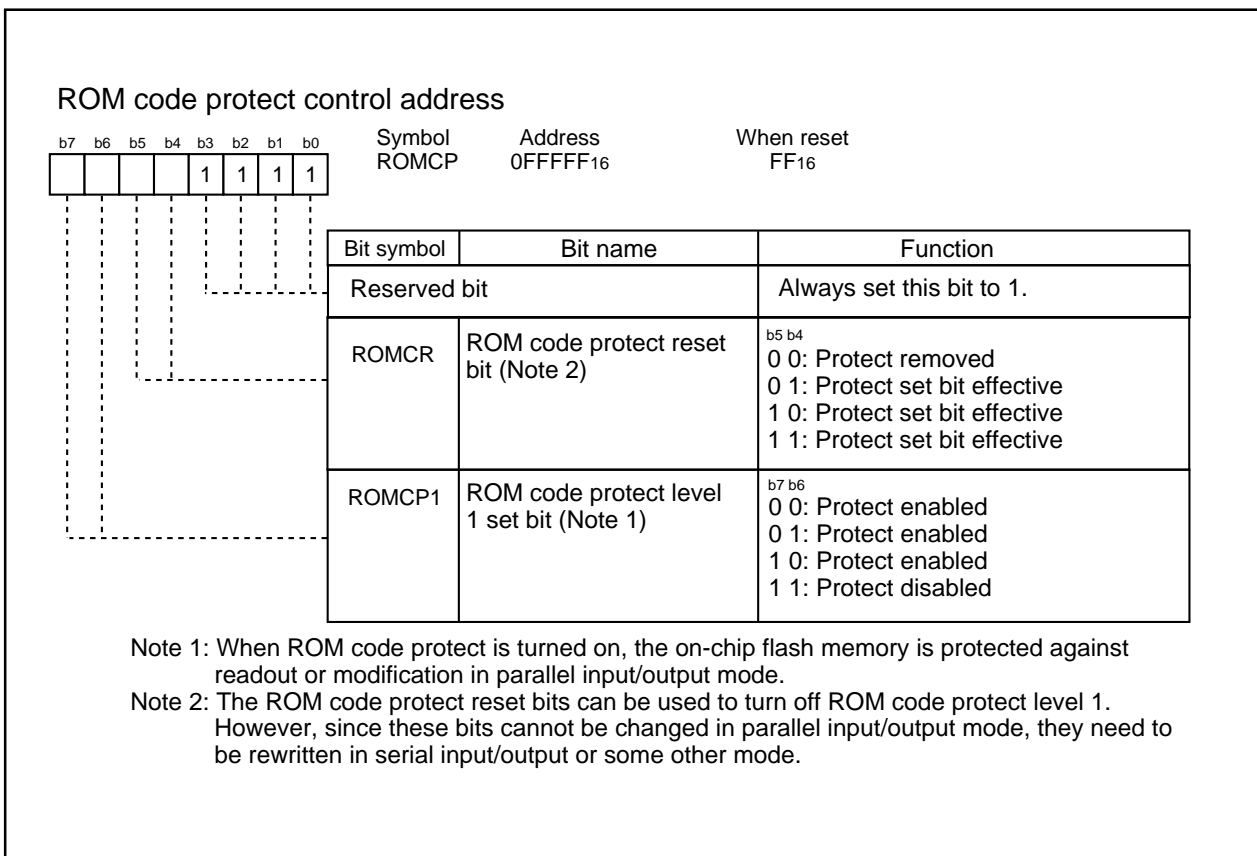 ROM code protect control address
b7 b6 b5 b4 b3 b2 b1 b0
Symbol Address When reset
ROMCP 0FFFFF16 FF16
1 1 1 1
Bit symbol Bit name Function
Reserved bit Always set this bit to 1.
ROMCR ROM code protect reset bit (Note 2)
b5 b4
0 0: Protect removed
0 1: Protect set bit effective
1 0: Protect set bit effective
1 1: Protect set bit effective
ROMCP1 ROM code protect level 1 set bit (Note 1)
b7 b6
0 0: Protect enabled
0 1: Protect enabled
1 0: Protect enabled
1 1: Protect disabled
Note 1: When ROM code protect is turned on, the on-chip flash memory is protected against
readout or modification in parallel input/output mode.
Note 2: The ROM code protect reset bits can be used to turn off ROM code protect level 1.
However, since these bits cannot be changed in parallel input/output mode, they need to
be rewritten in serial input/output or some other mode.